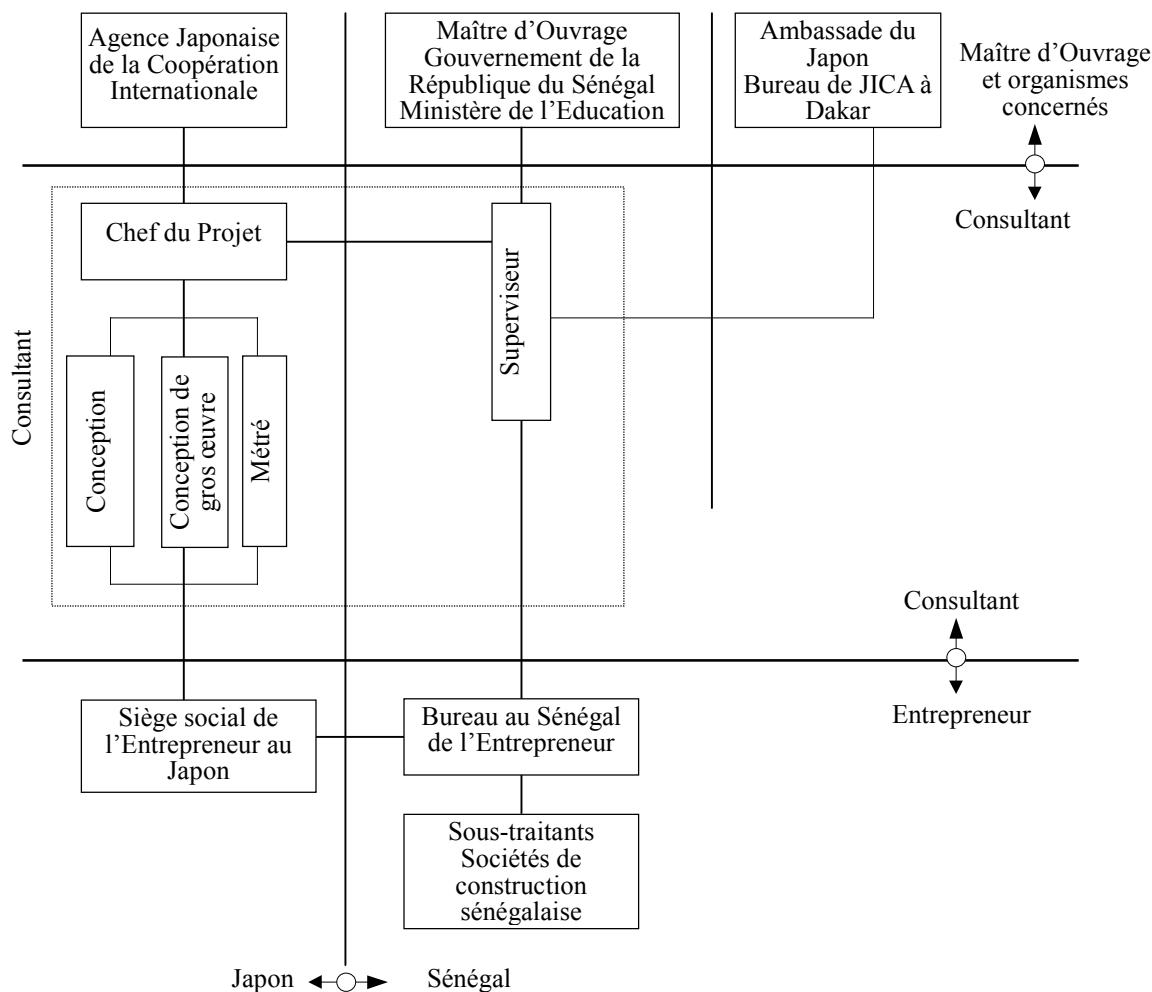 Agence Japonaise
de la Coopération
Internationale
Maître d’Ouvrage
Gouvernement de la
République du Sénégal
Ministère de l’Education
Ambassade du
Japon
Bureau de JICA à
Dakar
Maître d’Ouvrage
et organismes
concernés
Consultant
Chef du Projet
Superviseur
Consultant
Conception
Conception de
gros œuvre
Métré
Consultant
Entrepreneur
Siège social de
l’Entrepreneur au
Japon
Bureau au Sénégal
de l’Entrepreneur
Sous-traitants
Sociétés de
construction
sénégalaise
Japon
Sénégal